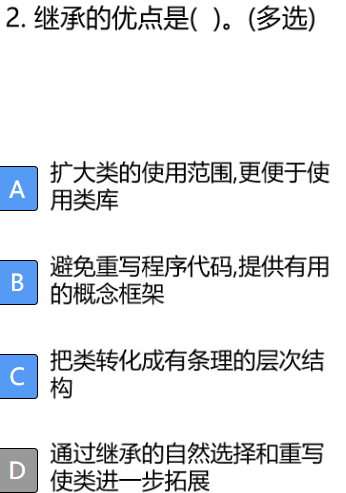 2. 继承的优点是( )。(多选)
A
扩大类的使用范围,更便于使
用类库
B
避免重写程序代码,提供有用
的概念框架
C
把类转化成有条理的层次结
构
D
通过继承的自然选择和重写
使类进一步拓展